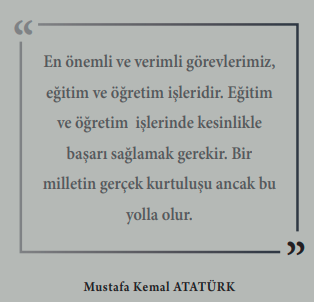 “
En önemli ve verimli görevlerimiz,
eğitim ve öğretim işleridir. Eğitim
ve öğretim işlerinde kesinlikle
başarı sağlamak gerekir. Bir
milletin gerçek kurtuluşu ancak bu
yolla olur.
”
Mustafa Kemal ATATÜRK